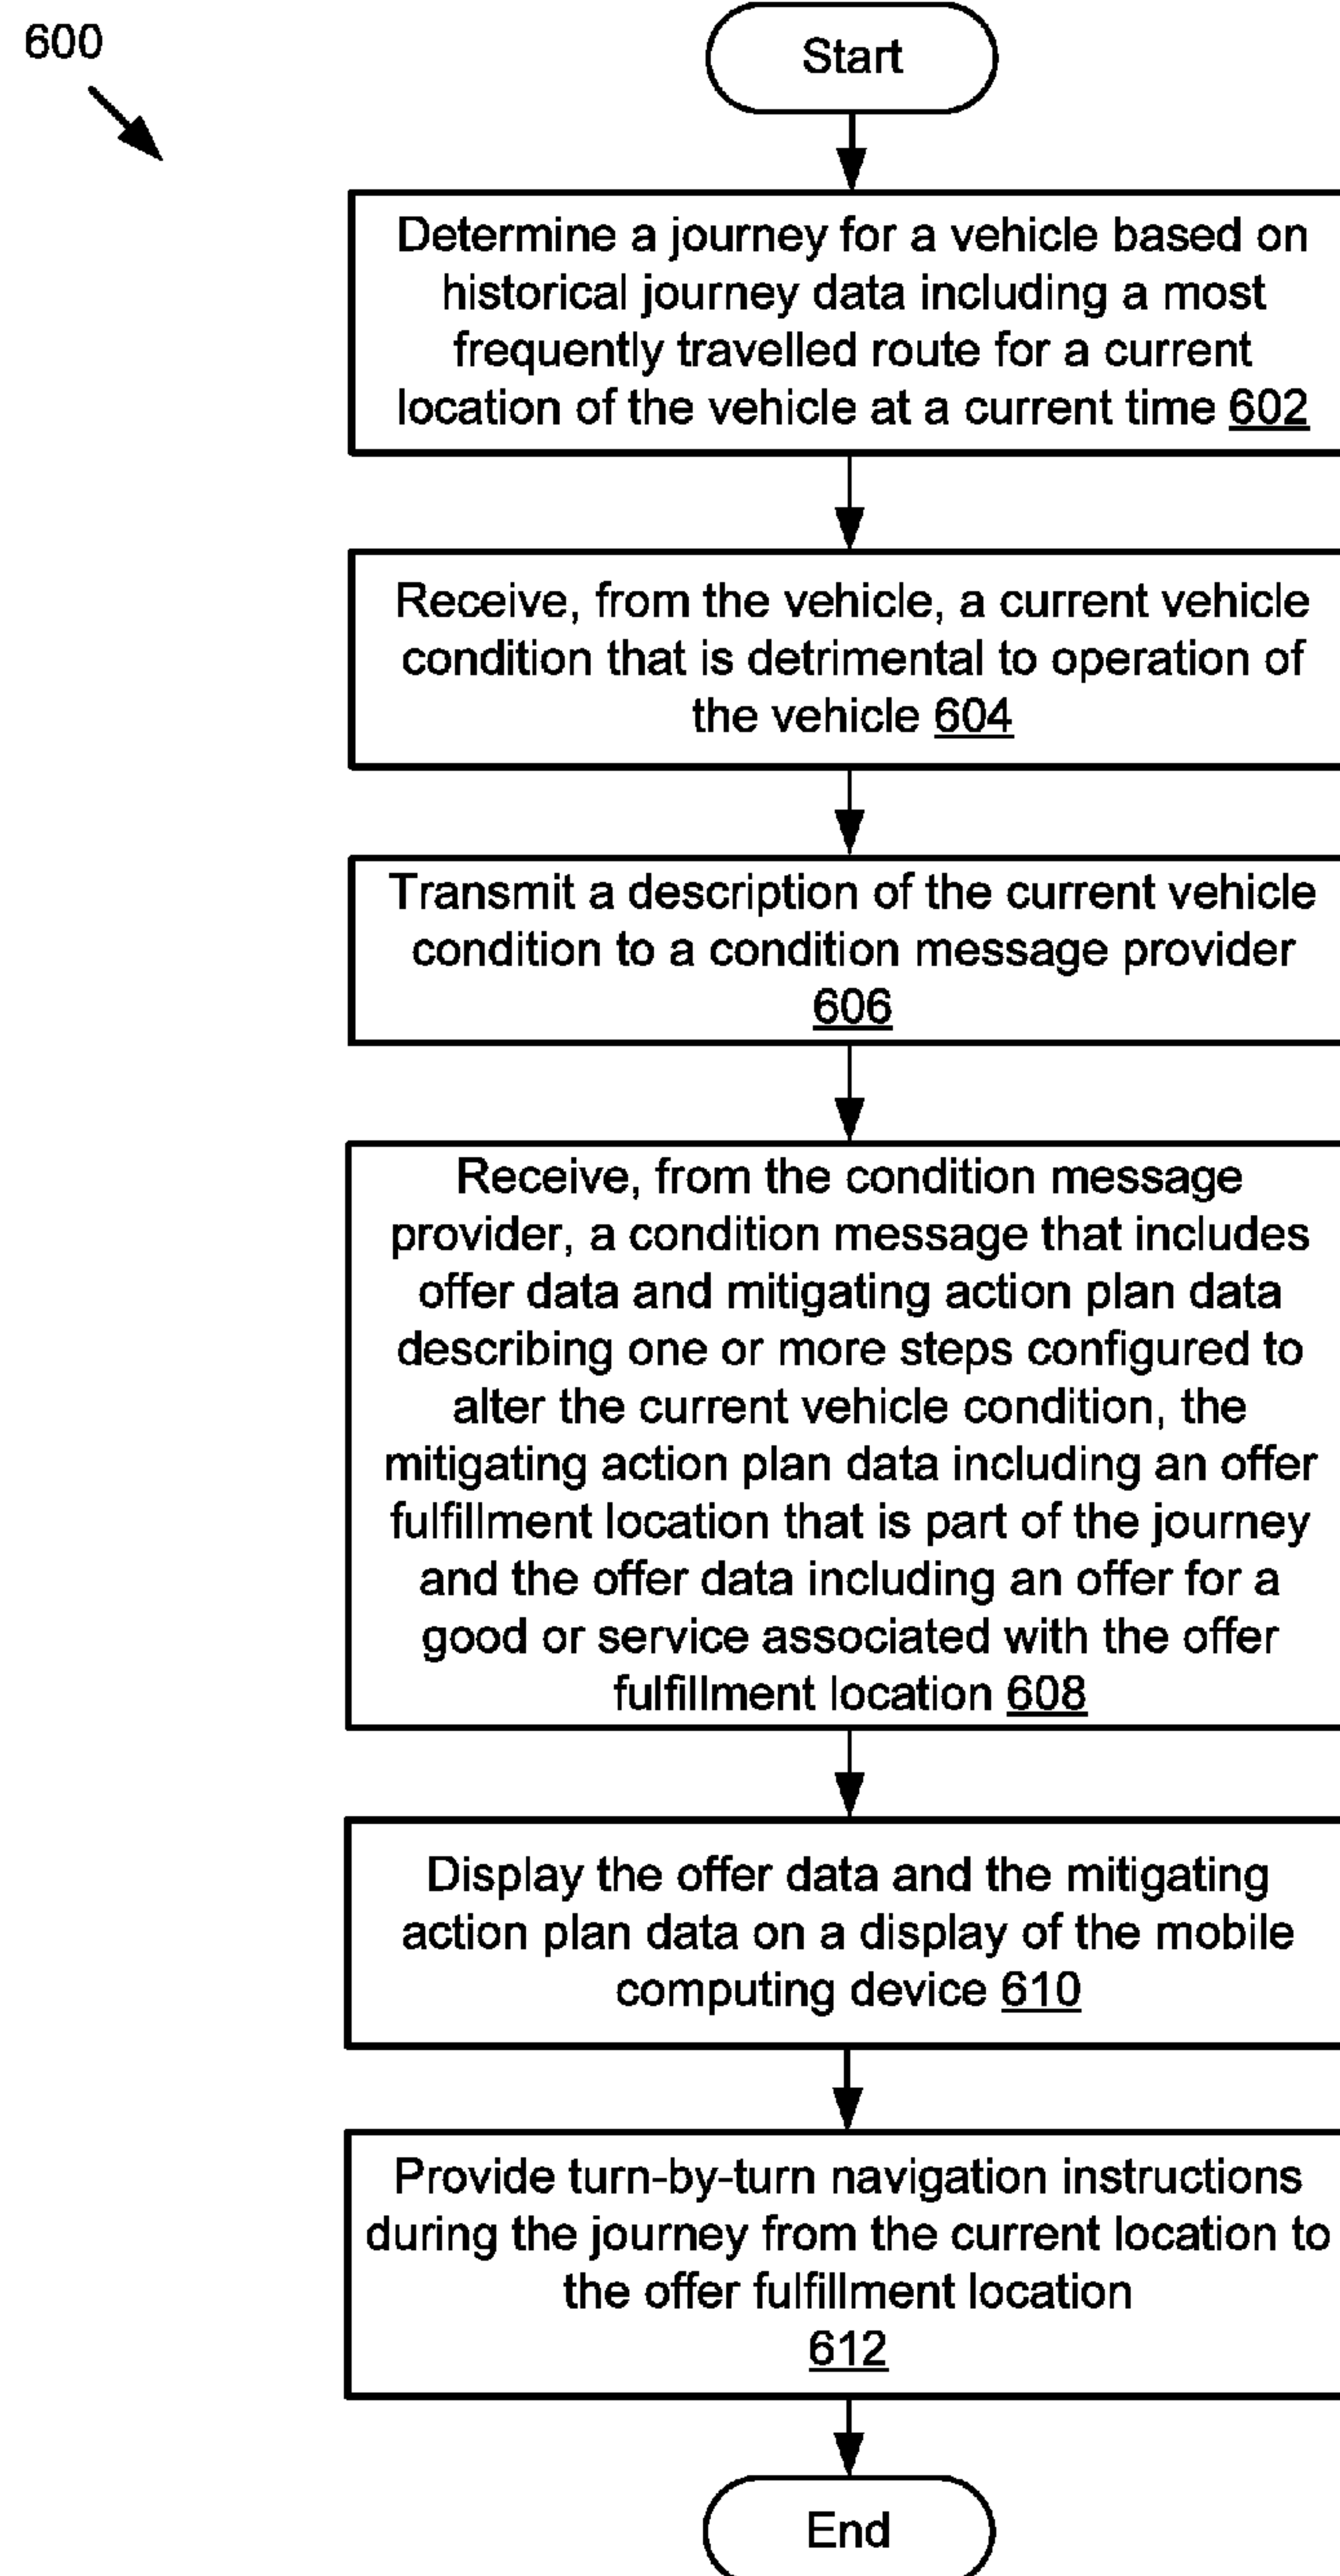 600
Start
Determine a journey for a vehicle based on
historical journey data including a most
frequently travelled route for a current
location of the vehicle at a current time 602
Receive, from the vehicle, a current vehicle
condition that is detrimental to operation of
the vehicle 604
Transmit a description of the current vehicle
condition to a condition message provider
606
Receive, from the condition message
provider, a condition message that includes
offer data and mitigating action plan data
describing one or more steps configured to
alter the current vehicle condition, the
mitigating action plan data including an offer
fulfillment location that is part of the journey
and the offer data including an offer for a
good or service associated with the offer
fulfillment location 608
Display the offer data and the mitigating
action plan data on a display of the mobile
computing device 610
Provide turn-by-turn navigation instructions
during the journey from the current location to
the offer fulfillment location
612
End